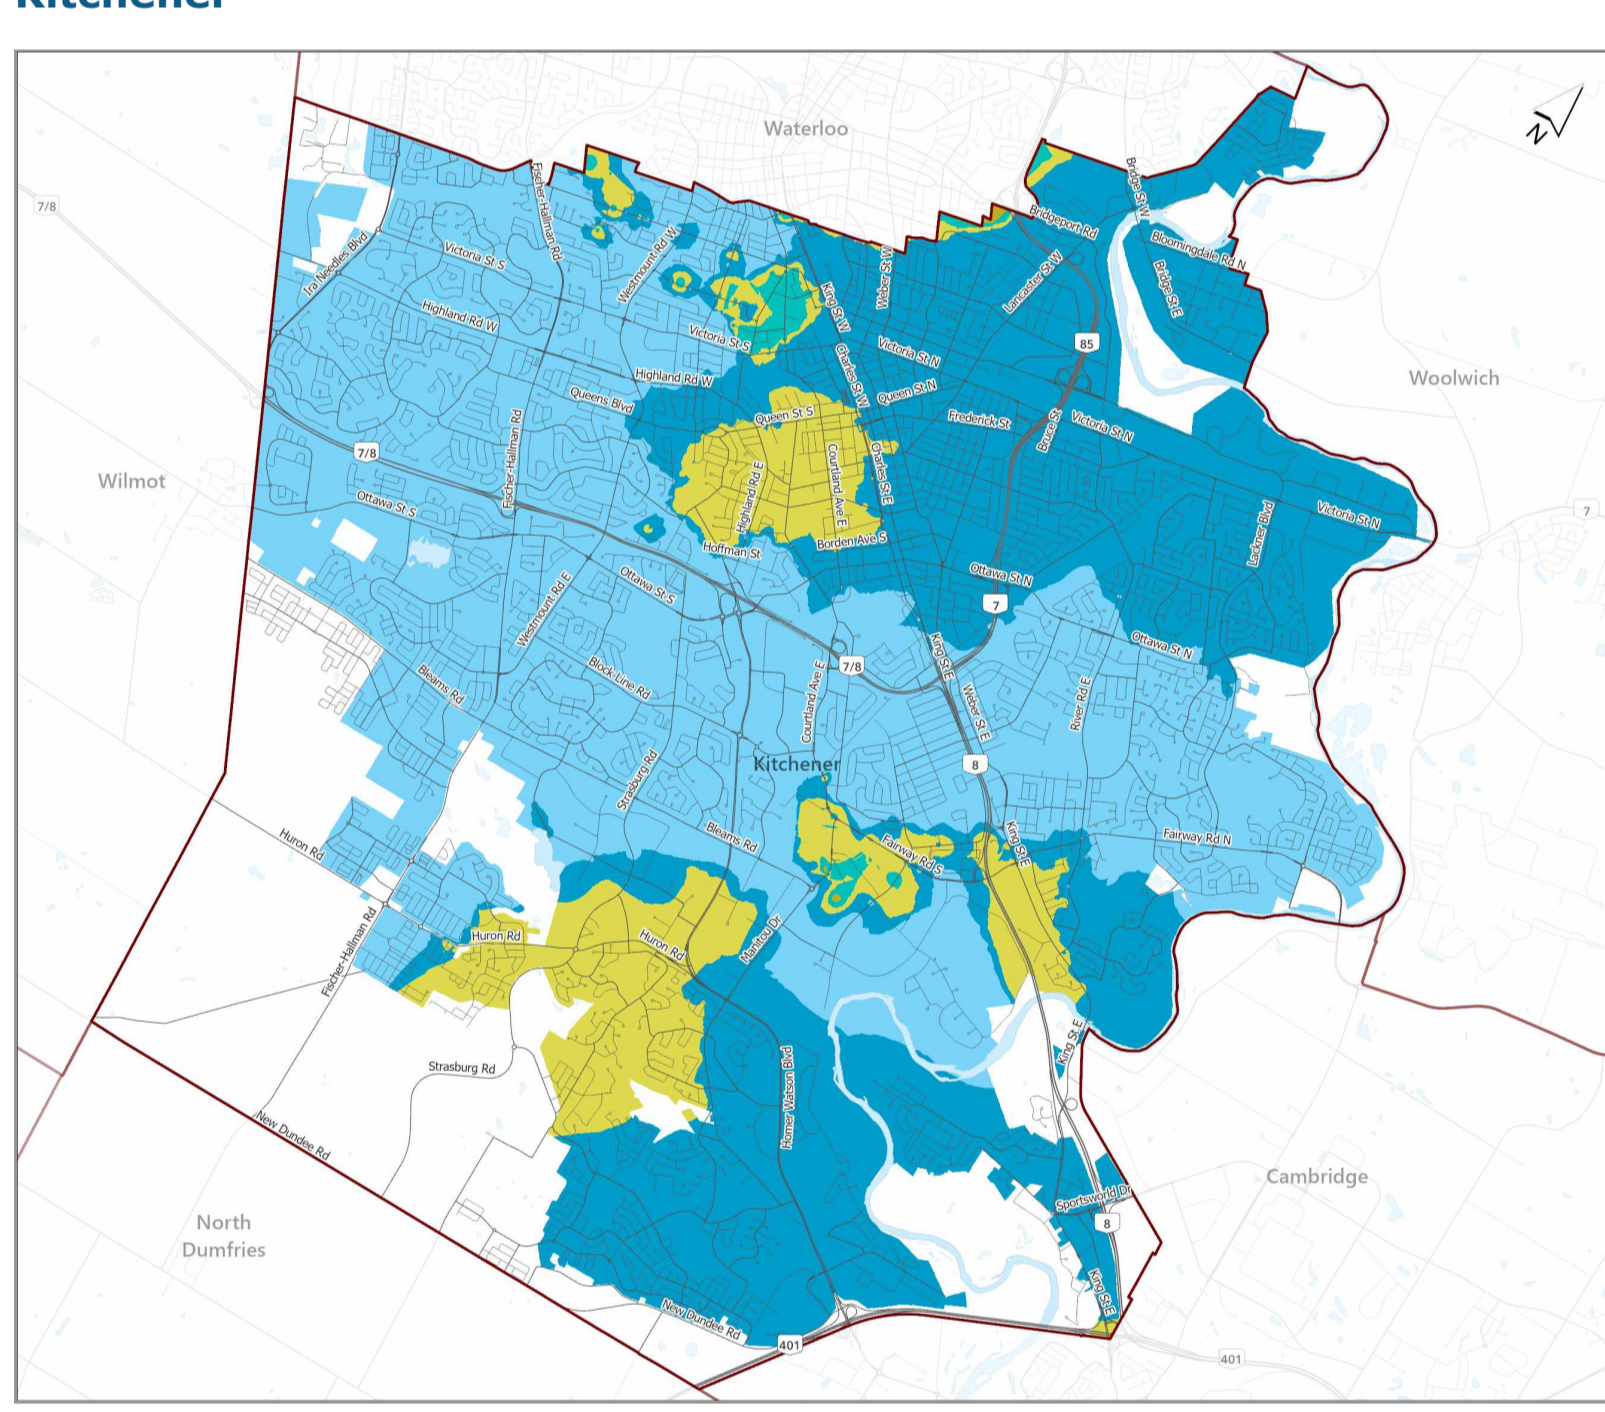 Kitchener
Waterloo
N
7/8
Fischer-Hallman Rd
Bridge St W
Bridgeport Rd
Bloomingdale Rd N
Ira Needles Blvd
Victoria St S
Westmount Rd W
Weber St W
Lancaster St W
Bridge St E
Highland Rd W
King St W
Victoria St S
Victoria St N
85
Charles St W
Woolwich
Highland Rd W
Queens Blvd
Queen St N
Queen St S
Frederick St
Bruce St
Victoria St N
Fischer-Hallman Rd
7/8
Wilmot
Highland Rd E
Courtland Ave E
Charles St E
Ottawa St S
Lackner Blvd
Victoria St N
7
Hoffman St
Borden Ave S
Ottawa St S
Ottawa St N
7
Westmount Rd E
Ottawa St N
King St E
7/8
Block Line Rd
Bleams Rd
Courtland Ave E
Weber St E
River Rd E
Kitchener
8
Strasburg Rd
Bleams Rd
Huron Rd
Fairway Rd S
King St E
Fairway Rd N
Fischer-Hallman Rd
Huron Rd
Huron Rd
Manitou Dr
King St E
Strasburg Rd
Homer Watson Blvd
New Dundee Rd
Cambridge
Sportsworld Dr
North
Dumfries
8
King St E
New Dundee Rd
401
401